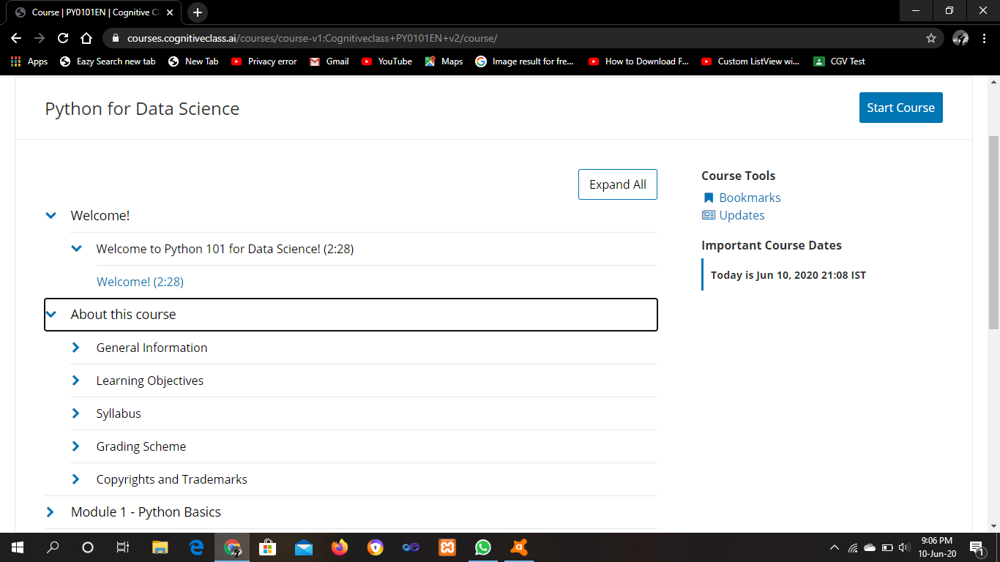 Course | PY0101EN | Cognitive Cl
courses.cognitiveclass.ai/courses/course-v1:Cognitiveclass+PY0101EN+v2/course/
Apps Eazy Search new tab New Tab Privacy error Gmail YouTube Maps Image result for fre... How to Download F... Custom ListView wi... CGV Test
Python for Data Science
Start Course
Expand All
Welcome!
Welcome to Python 101 for Data Science! (2:28)
Welcome! (2:28)
About this course
General Information
Learning Objectives
Syllabus
Grading Scheme
Copyrights and Trademarks
Module 1 - Python Basics
Course Tools
Bookmarks
Updates
Important Course Dates
Today is Jun 10, 2020 21:08 IST
9:06 PM
10-Jun-20
1